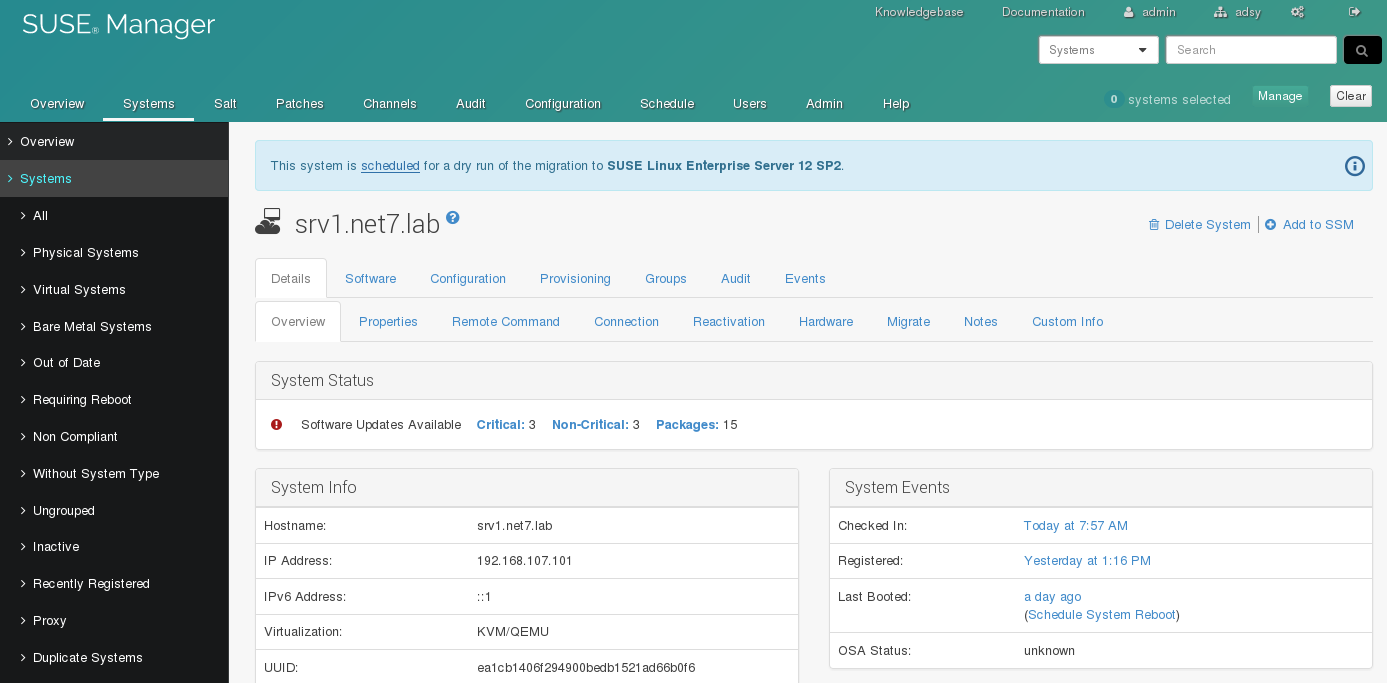 SUSE® Manager
Knowledgebase Documentation admin adsy
Systems Search
Overview Systems Salt Patches Channels Audit Configuration Schedule Users Admin Help
0 systems selected Manage Clear
Overview
Systems
All
Physical Systems
Virtual Systems
Bare Metal Systems
Out of Date
Requiring Reboot
Non Compliant
Without System Type
Ungrouped
Inactive
Recently Registered
Proxy
Duplicate Systems
This system is scheduled for a dry run of the migration to SUSE Linux Enterprise Server 12 SP2.
srv1.net7.lab ?
Delete System Add to SSM
Details Software Configuration Provisioning Groups Audit Events
Overview Properties Remote Command Connection Reactivation Hardware Migrate Notes Custom Info
System Status
Software Updates Available Critical: 3 Non-Critical: 3 Packages: 15
System Info
Hostname: srv1.net7.lab
IP Address: 192.168.107.101
IPv6 Address: ::1
Virtualization: KVM/QEMU
UUID: ea1cb1406f294900bedb1521ad66b0f6
System Events
Checked In: Today at 7:57 AM
Registered: Yesterday at 1:16 PM
Last Booted: a day ago
(Schedule System Reboot)
OSA Status: unknown